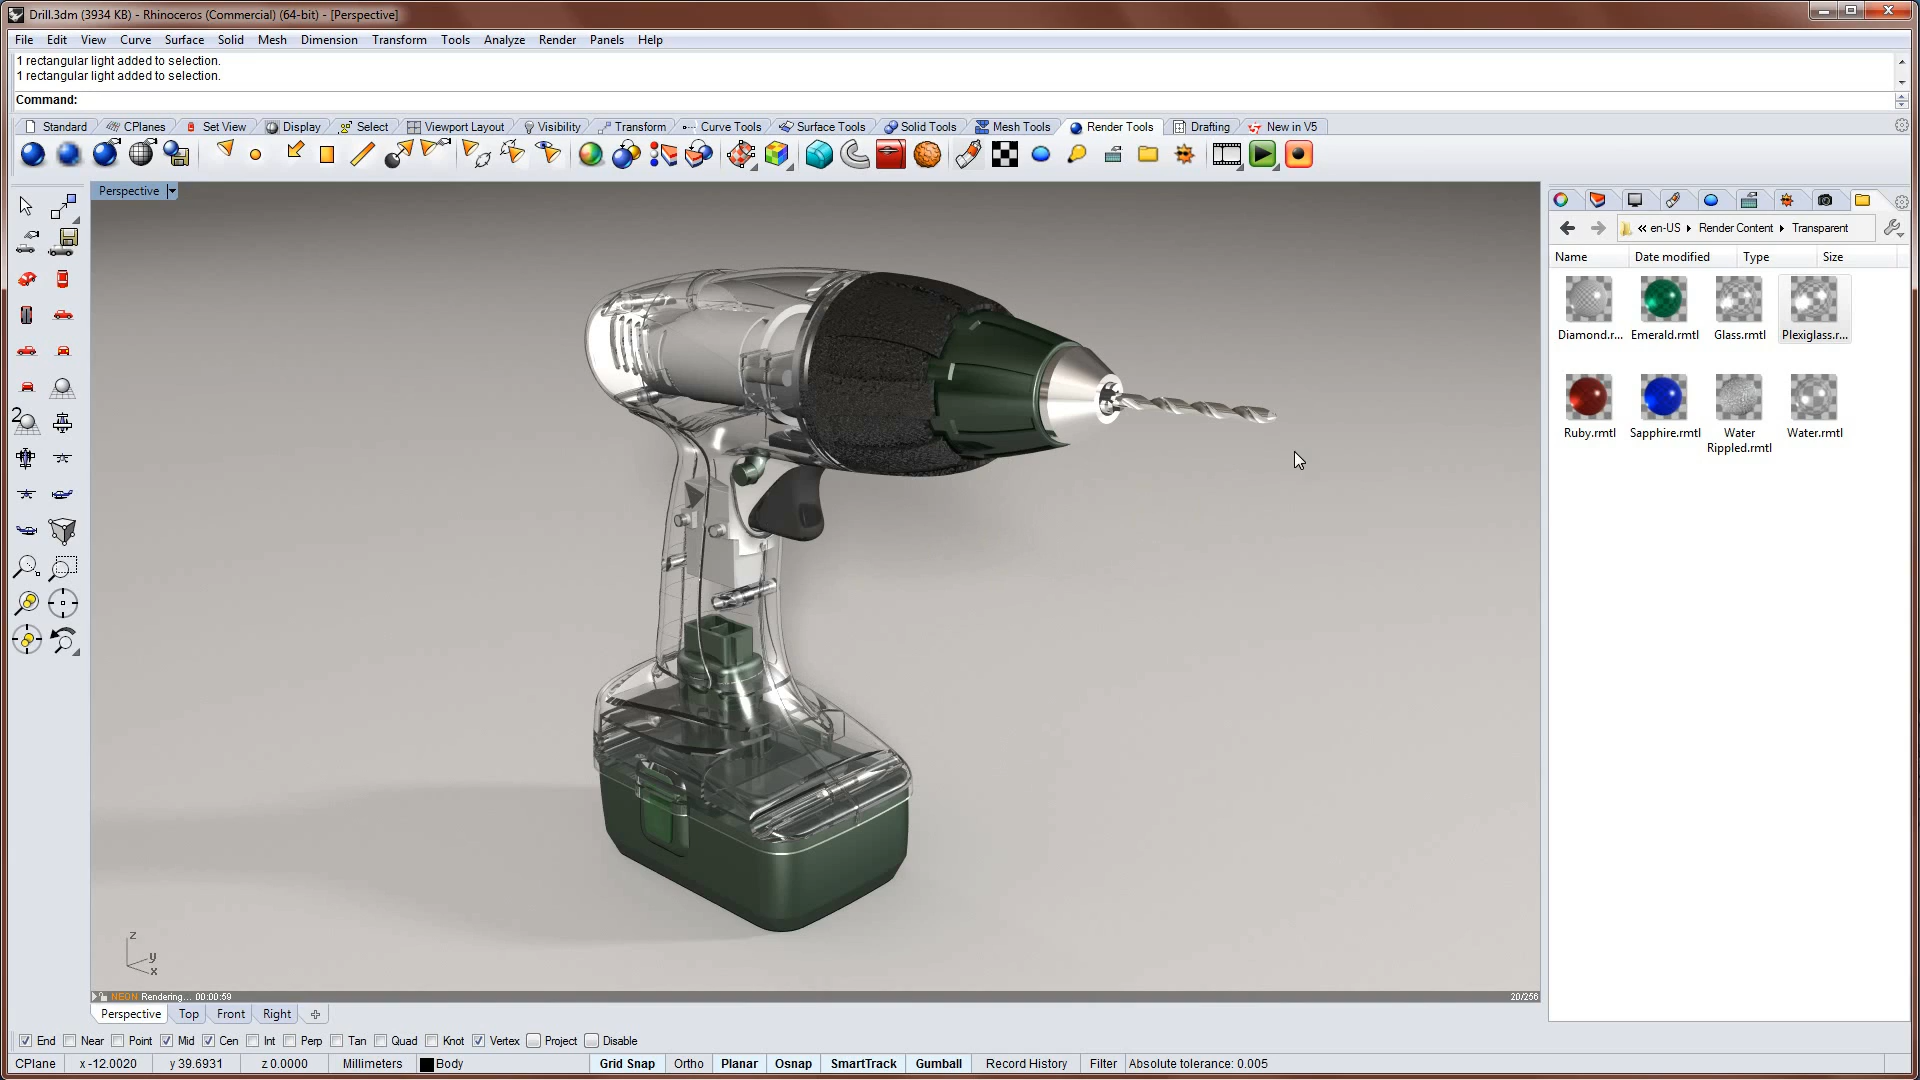 Drill.3dm (3934 KB) - Rhinoceros (Commercial) (64-bit) - [Perspective]
File Edit View Curve Surface Solid Mesh Dimension Transform Tools Analyze Render Panels Help
1 rectangular light added to selection.
1 rectangular light added to selection.
Command:
Standard CPlanes Set View Display Select Viewport Layout Visibility Transform Curve Tools Surface Tools Solid Tools Mesh Tools Render Tools Drafting New in V5
Perspective
« en-US Render Content Transparent
Name Date modified Type Size
Diamond.r... Emerald.rmtl Glass.rmtl Plexiglass.r...
Ruby.rmtl Sapphire.rmtl Water Rippled.rmtl Water.rmtl
2
z
y
x
NEON Rendering... 00:00:59 20/256
Perspective Top Front Right
End Near Point Mid Cen Int Perp Tan Quad Knot Vertex Project Disable
CPlane x -12.0020 y 39.6931 z 0.0000 Millimeters Body Grid Snap Ortho Planar Osnap SmartTrack Gumball Record History Filter Absolute tolerance: 0.005